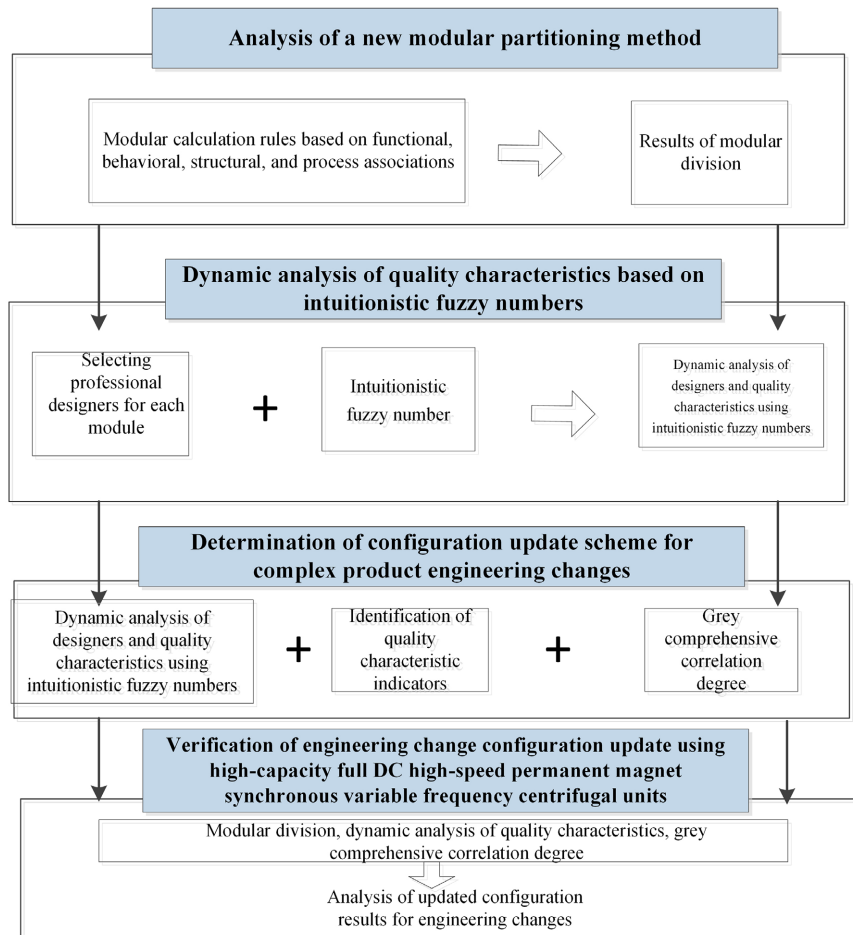 Analysis of a new modular partitioning method
Modular calculation rules based on functional,
behavioral, structural, and process associations
Results of modular
division
Dynamic analysis of quality characteristics based on
intuitionistic fuzzy numbers
Selecting
professional
designers for each
module
+
Intuitionistic
fuzzy number
Dynamic analysis of
designers and quality
characteristics using
intuitionistic fuzzy numbers
Determination of configuration update scheme for
complex product engineering changes
Dynamic analysis of
designers and quality
characteristics using
intuitionistic fuzzy numbers
+
Identification of
quality
characteristic
indicators
+
Grey
comprehensive
correlation
degree
Verification of engineering change configuration update using
high-capacity full DC high-speed permanent magnet
synchronous variable frequency centrifugal units
Modular division, dynamic analysis of quality characteristics, grey
comprehensive correlation degree
Analysis of updated configuration
results for engineering changes